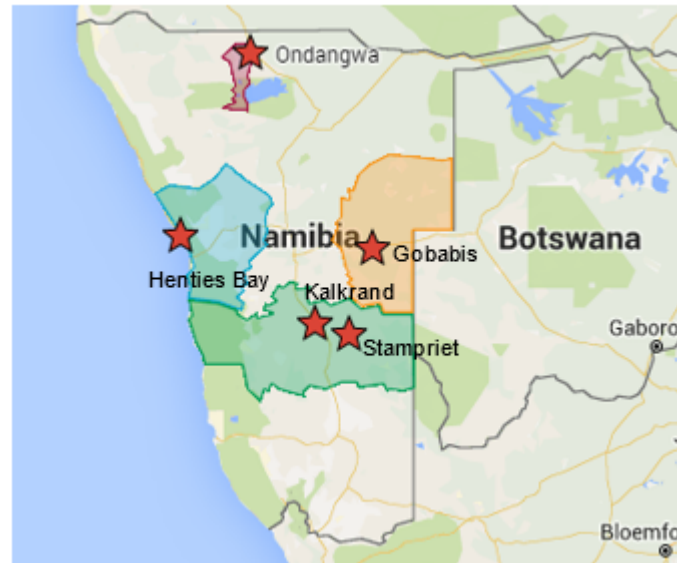 Ondangwa
Namibia
Gobabis
Botswana
Henties Bay
Kalkrand
Stampriet
Gaboro
Bloemfo